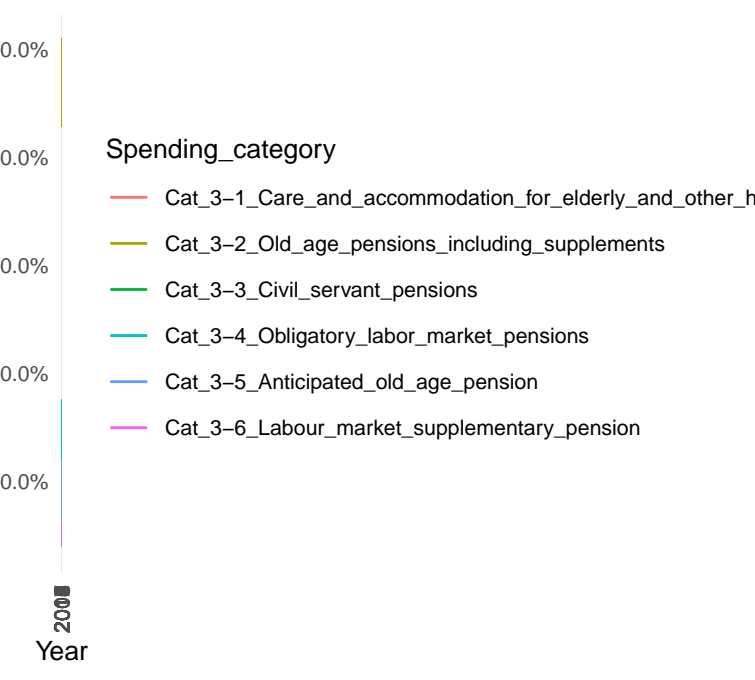 0.0%
0.0%
0.0%
0.0%
0.0%
Spending_category
Cat_3−1_Care_and_accommodation_for_elderly_and_other_h
Cat_3−2_Old_age_pensions_including_supplements
Cat_3−3_Civil_servant_pensions
Cat_3−4_Obligatory_labor_market_pensions
Cat_3−5_Anticipated_old_age_pension
Cat_3−6_Labour_market_supplementary_pension
Year